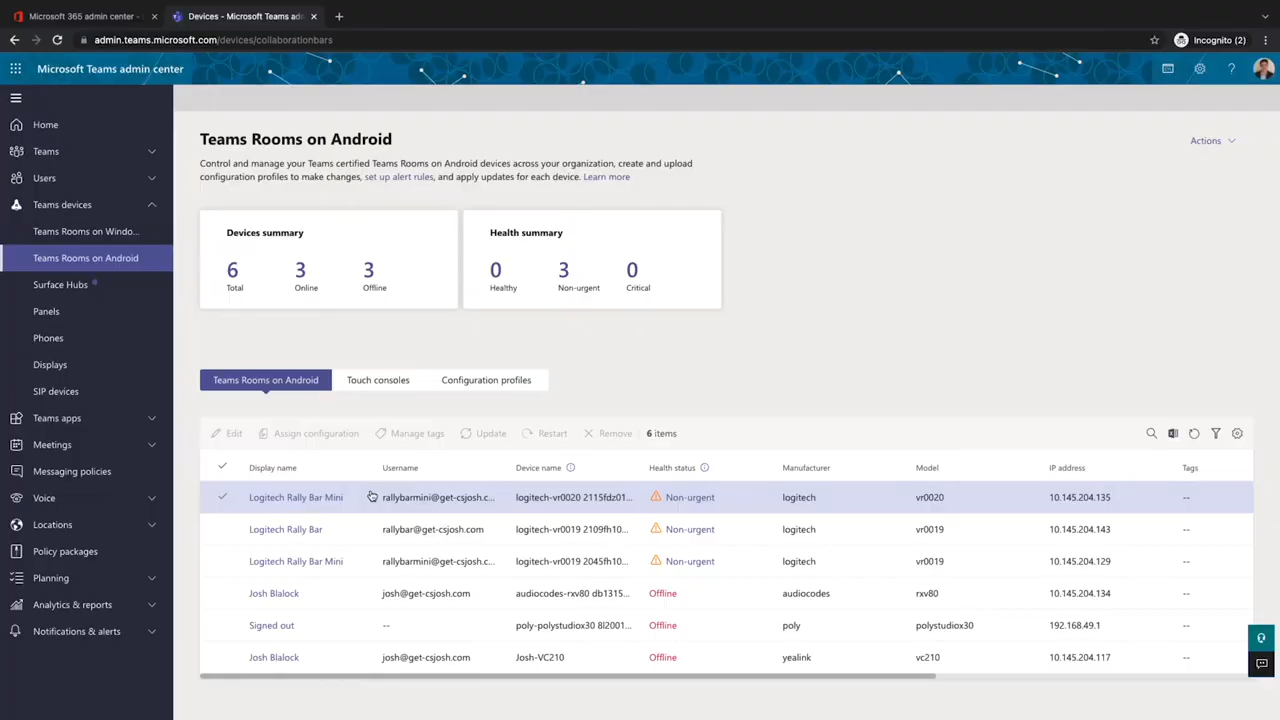 Microsoft 365 admin center -
Devices - Microsoft Teams adm
admin.teams.microsoft.com/devices/collaborationbars
Incognito (2)
Microsoft Teams admin center
Home
Teams
Users
Teams devices
Teams Rooms on Windo...
Teams Rooms on Android
Surface Hubs
Panels
Phones
Displays
SIP devices
Teams apps
Meetings
Messaging policies
Voice
Locations
Policy packages
Planning
Analytics & reports
Notifications & alerts
Teams Rooms on Android
Actions
Control and manage your Teams certified Teams Rooms on Android devices across your organization, create and upload
configuration profiles to make changes, set up alert rules, and apply updates for each device. Learn more
Devices summary
6 3 3
Total Online Offline
Health summary
0 3 0
Healthy Non-urgent Critical
Teams Rooms on Android Touch consoles Configuration profiles
Edit Assign configuration Manage tags Update Restart Remove 6 items
Display name Username Device name Health status Manufacturer Model IP address Tags
Logitech Rally Bar Mini rallybarmini@get-csjosh.c... logitech-vr0020 2115fdz01... Non-urgent logitech vr0020 10.145.204.135 --
Logitech Rally Bar rallybar@get-csjosh.com logitech-vr0019 2109fh10... Non-urgent logitech vr0019 10.145.204.143 --
Logitech Rally Bar Mini rallybarmini@get-csjosh.c... logitech-vr0019 2045fh10... Non-urgent logitech vr0019 10.145.204.129 --
Josh Blalock josh@get-csjosh.com audiocodes-rxv80 db1315... Offline audiocodes rxv80 10.145.204.134 --
Signed out -- poly-polystudiox30 8l2001... Offline poly polystudiox30 192.168.49.1 --
Josh Blalock josh@get-csjosh.com Josh-VC210 Offline yealink vc210 10.145.204.117 --